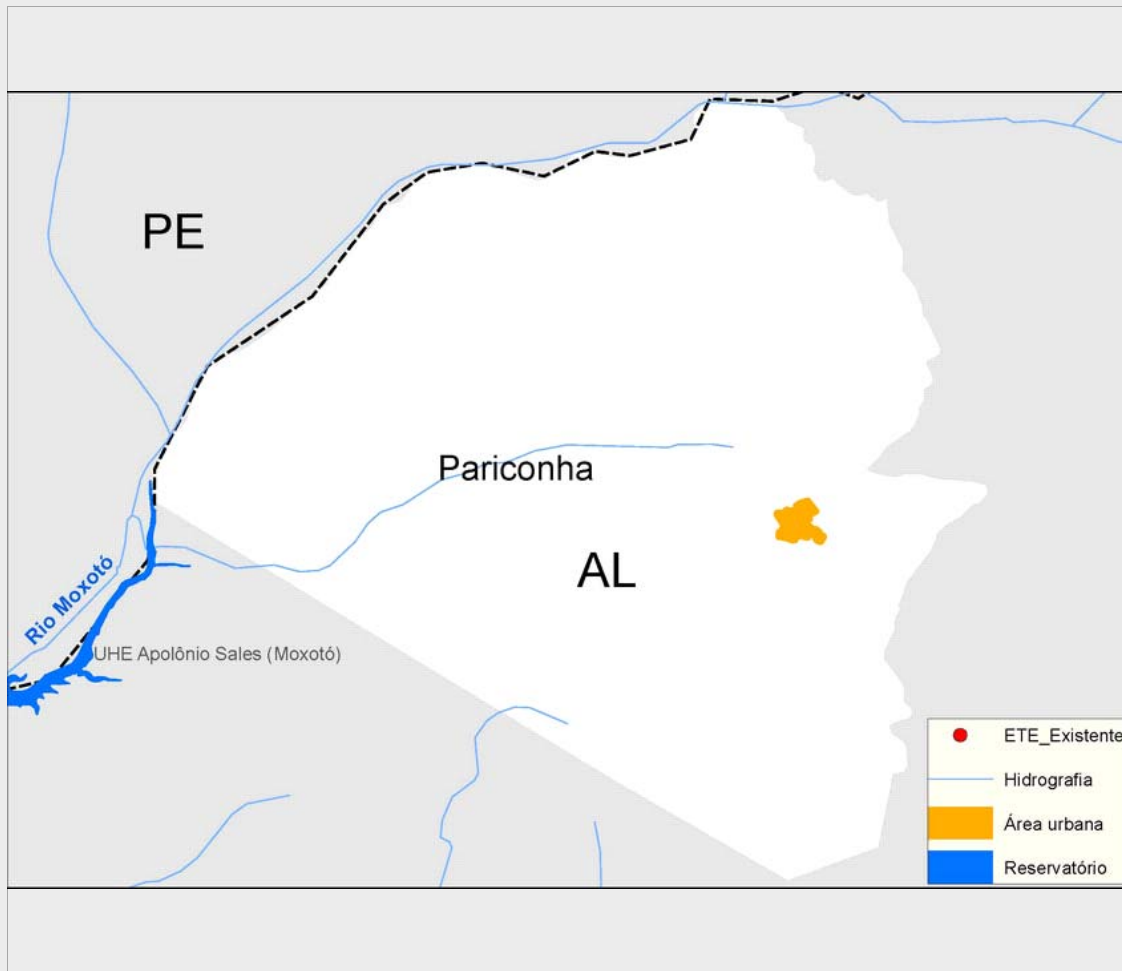 PE
Pariconha
AL
Rio Moxotó
UHE Apolônio Sales (Moxotó)
ETE_Existente
Hidrografia
Área urbana
Reservatório